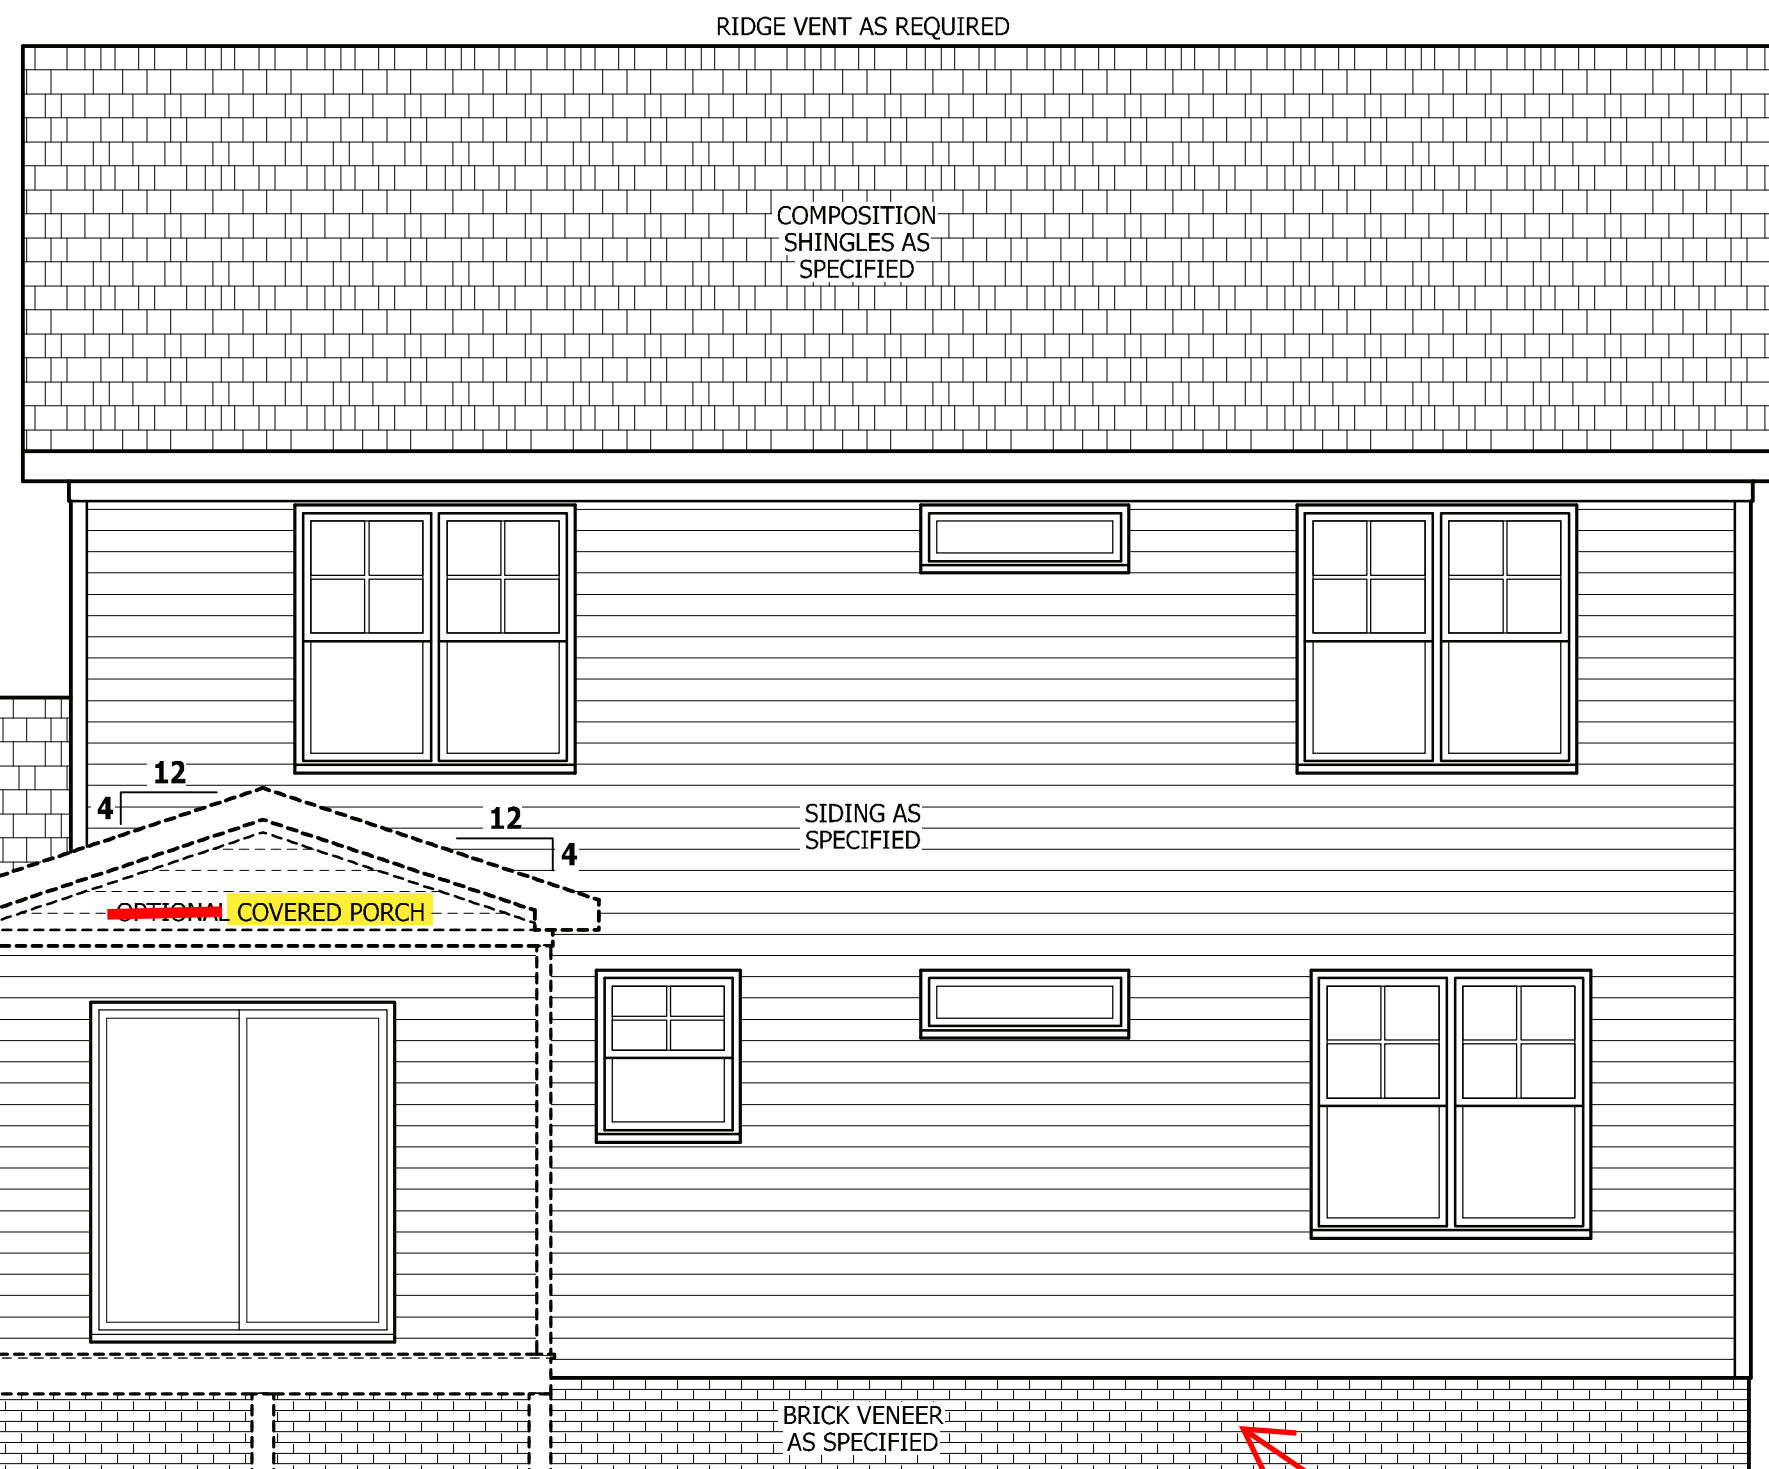 RIDGE VENT AS REQUIRED
COMPOSITION
SHINGLES AS
SPECIFIED
12
4
12
4
SIDING AS
SPECIFIED
OPTIONAL COVERED PORCH
BRICK VENEER
AS SPECIFIED